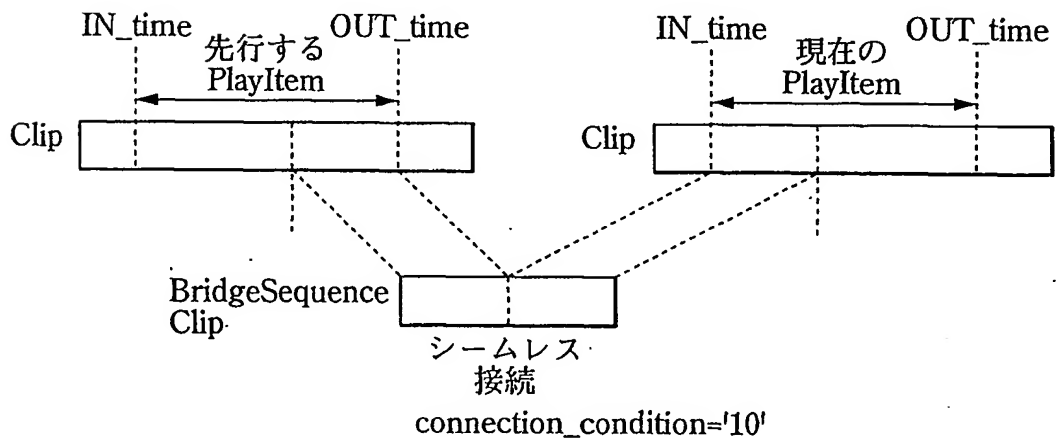 IN_time
OUT_time
先行する
PlayItem
IN_time
OUT_time
現在の
PlayItem
Clip
Clip
BridgeSequence
Clip
シームレス
接続
connection_condition='10'